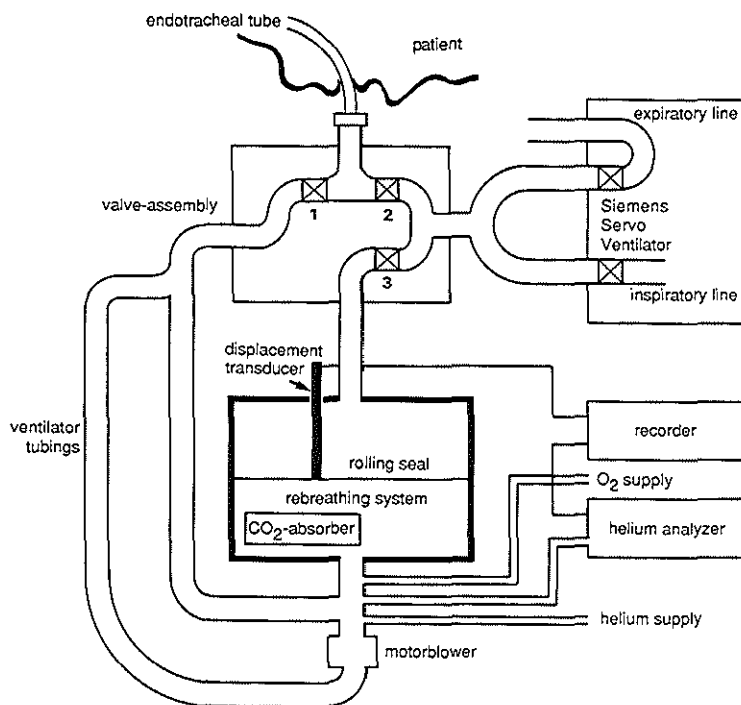 endotracheal tube
patient
expiratory line
valve-assembly
1
2
3
Siemens
Servo
Ventilator
inspiratory line
displacement
transducer
ventilator
tubings
rolling seal
rebreathing system
CO₂-absorber
recorder
O₂ supply
helium analyzer
helium supply
motorblower